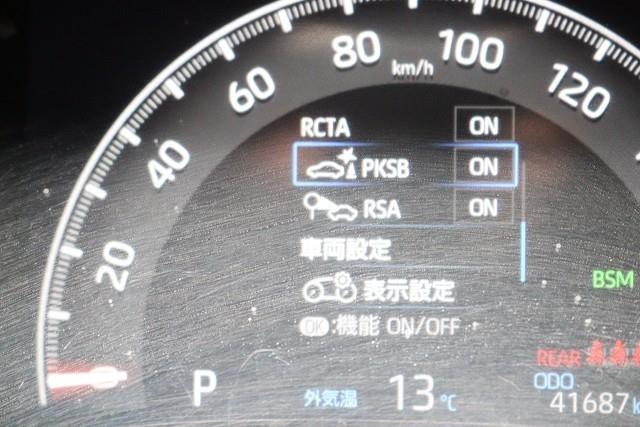 80 100
km/h
60 120
40
20
RCTA ON
PKSB ON
RSA ON
車両設定
表示設定
OK:機能 ON/OFF
BSM
REAR
P 外気温 13℃
ODO
41687k